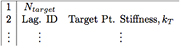 1 N_target
2 Lag. ID Target Pt. Stiffness, k_T
⋮ ⋮ ⋮